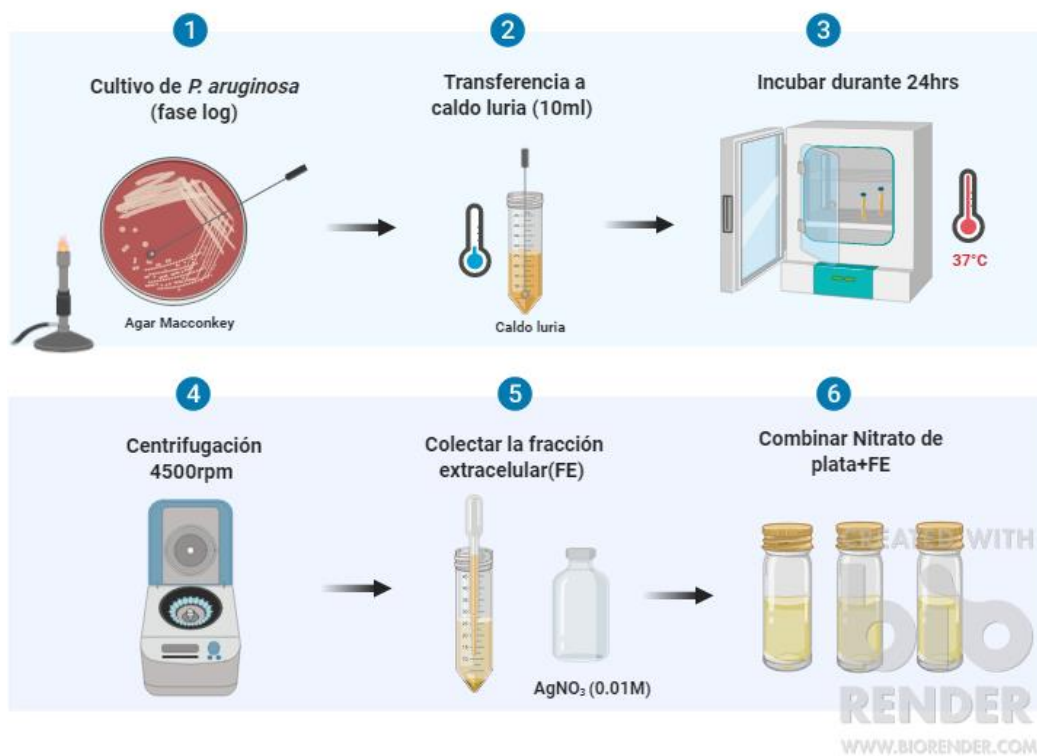 1
Cultivo de P. aruginosa
(fase log)
Agar Macconkey
2
Transferencia a
caldo luria (10ml)
Caldo luria
3
Incubar durante 24hrs
37°C
4
Centrifugación
4500rpm
5
Colectar la fracción
extracelular(FE)
AgNO₃ (0.01M)
6
Combinar Nitrato de
plata+FE
CREATED WITH
bio
RENDER
WWW.BIORENDER.COM